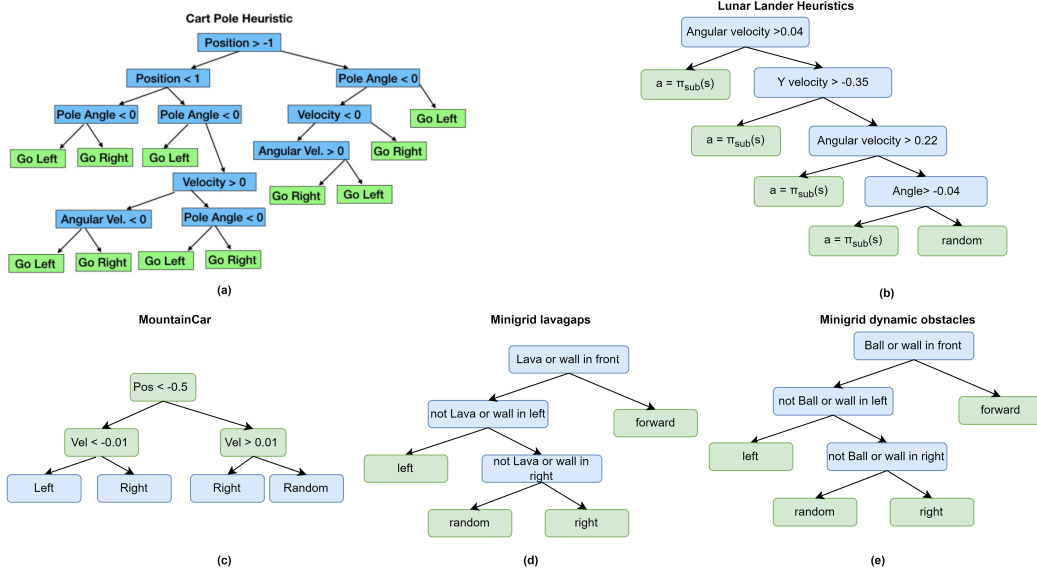 Cart Pole Heuristic
Position > -1
Position < 1
Pole Angle < 0
Pole Angle < 0
Pole Angle < 0
Velocity < 0
Go Left
Go Left
Go Right
Go Left
Angular Vel. > 0
Go Right
Velocity > 0
Go Right
Go Left
Angular Vel. < 0
Pole Angle < 0
Go Left
Go Right
Go Left
Go Right
(a)
Lunar Lander Heuristics
Angular velocity >0.04
a = πsub(s)
Y velocity > -0.35
a = πsub(s)
Angular velocity > 0.22
a = πsub(s)
Angle> -0.04
a = πsub(s)
random
(b)
MountainCar
Pos < -0.5
Vel < -0.01
Vel > 0.01
Left
Right
Right
Random
(c)
Minigrid lavagaps
Lava or wall in front
not Lava or wall in left
forward
left
not Lava or wall in
right
random
right
(d)
Minigrid dynamic obstacles
Ball or wall in front
not Ball or wall in left
forward
left
not Ball or wall in right
random
right
(e)